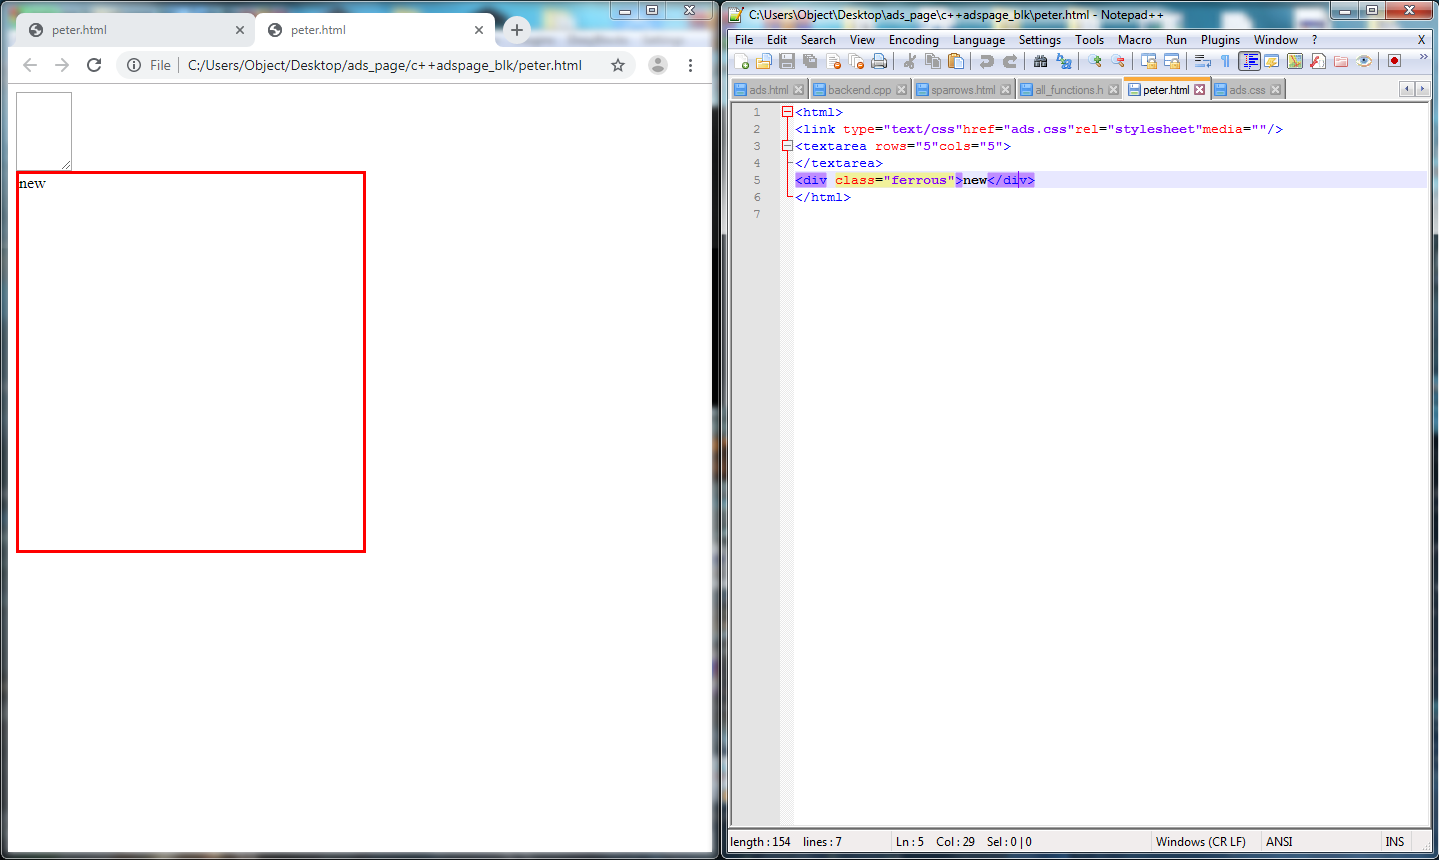 peter.html
peter.html
File
C:/Users/Object/Desktop/ads_page/c++adspage_blk/peter.html
new
C:\Users\Object\Desktop\ads_page\c++adspage_blk\peter.html - Notepad++
File Edit Search View Encoding Language Settings Tools Macro Run Plugins Window ? X
ads.html backend.cpp sparrows.html all_functions.h peter.html ads.css
1 <html>
2 <link type="text/css"href="ads.css"rel="stylesheet"media=""/>
3 <textarea rows="5"cols="5">
4 </textarea>
5 <div class="ferrous">new</div>
6 </html>
7
length : 154 lines : 7 Ln : 5 Col : 29 Sel : 0 | 0 Windows (CR LF) ANSI INS